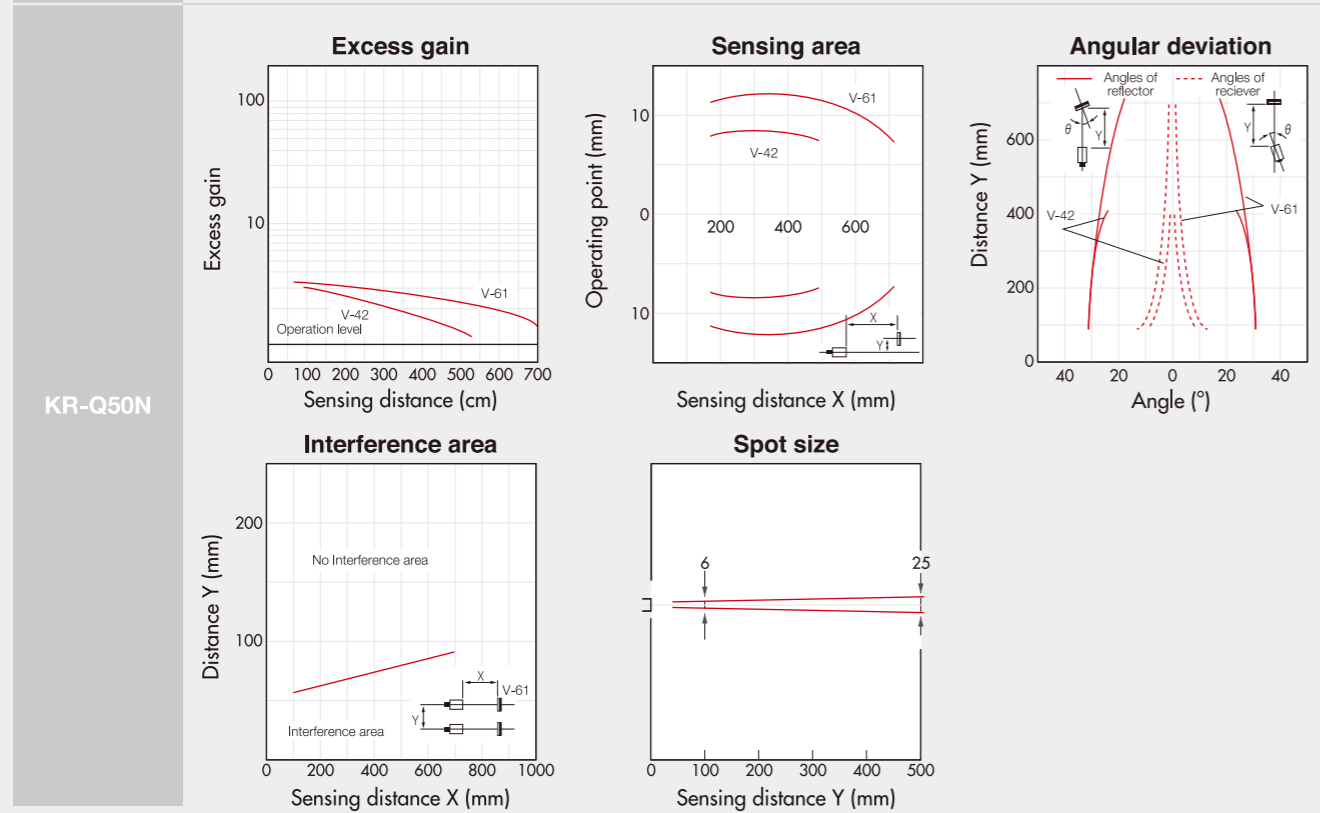 KR-Q50N
Excess gain
Excess gain
100
10
V-61
V-42
Operation level
0 100 200 300 400 500 600 700
Sensing distance (cm)
Sensing area
Operating point (mm)
10
V-61
V-42
0
200 400 600
10
X
Y
Sensing distance X (mm)
Angular deviation
Angles of reflector
Angles of reciever
Distance Y (mm)
θ
Y
Y
θ
600
400
V-42
V-61
200
0
40 20 0 20 40
Angle (°)
Interference area
Distance Y (mm)
200
No Interference area
100
X
V-61
Y
Interference area
0 200 400 600 800 1000
Sensing distance X (mm)
Spot size
6 25
0 100 200 300 400 500
Sensing distance Y (mm)